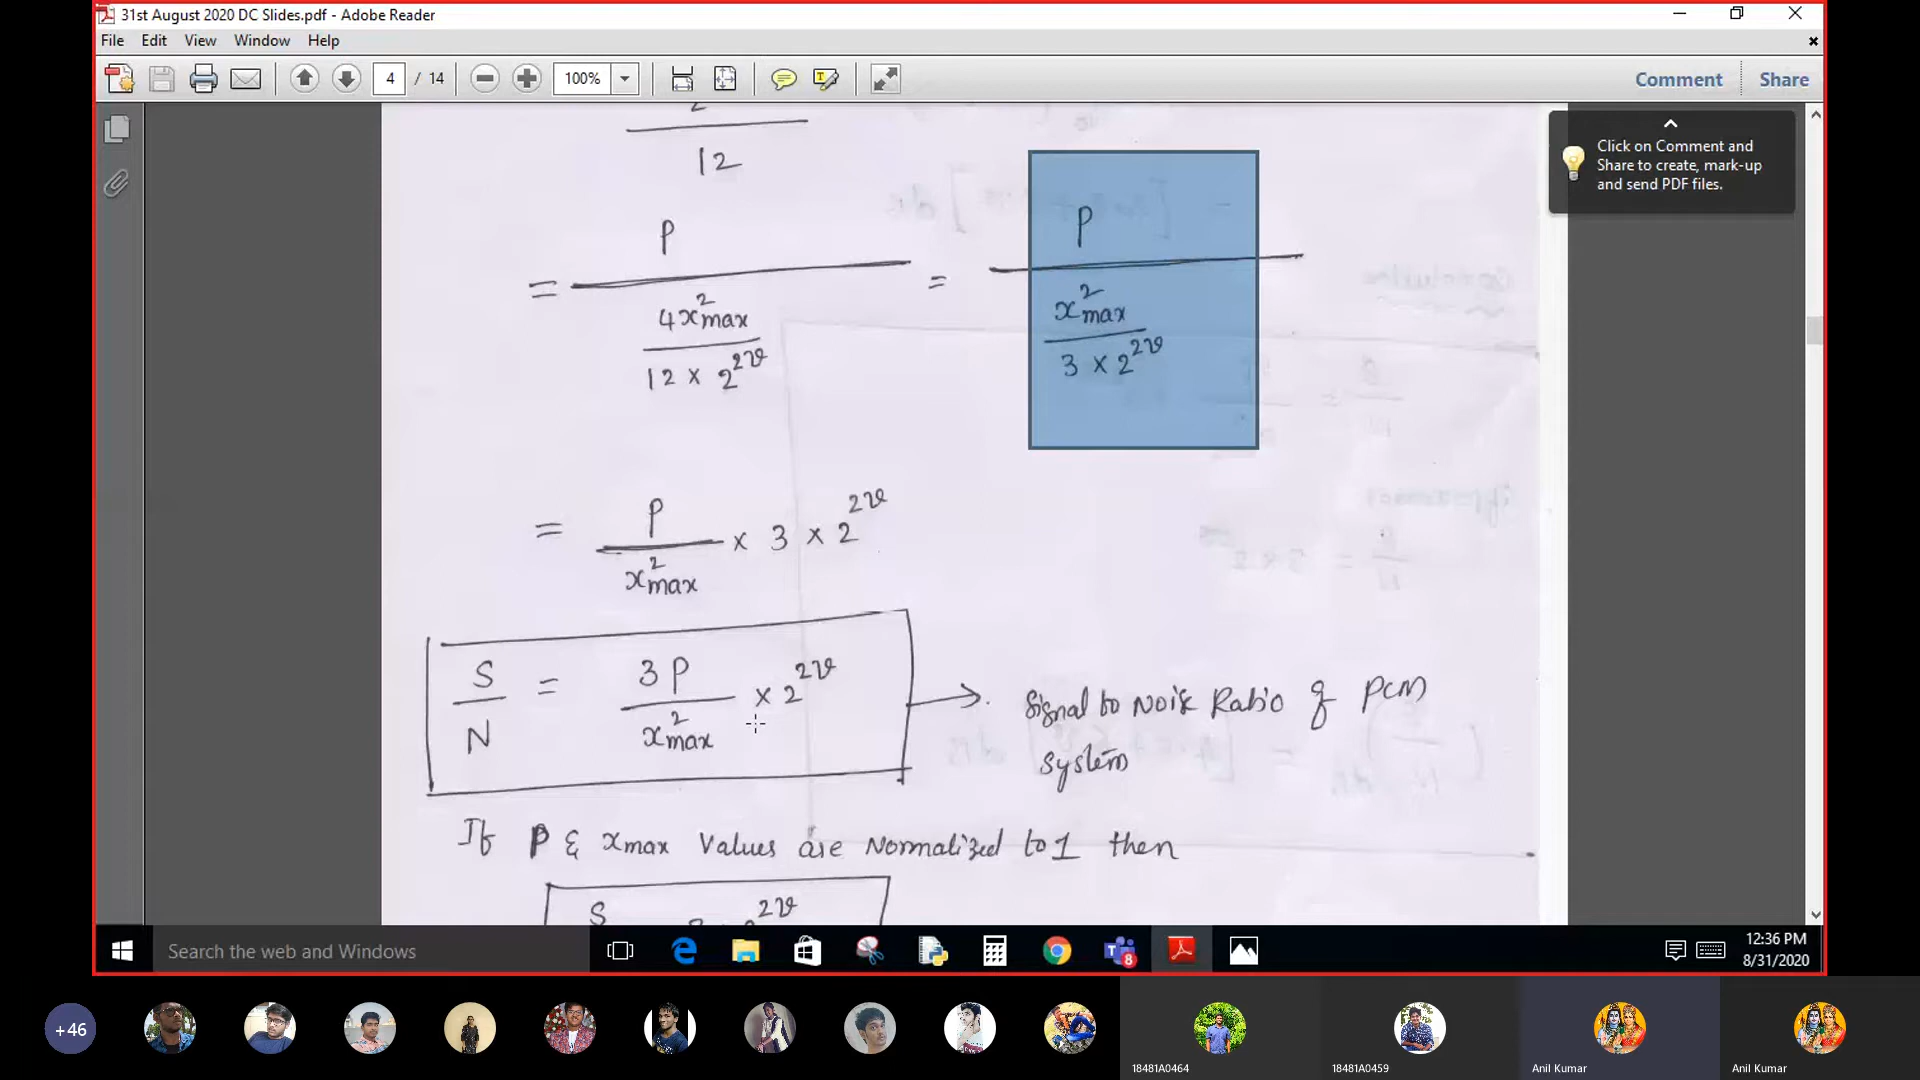 31st August 2020 DC Slides.pdf - Adobe Reader
File Edit View Window Help
4 / 14 100% Comment Share
Click on Comment and
Share to create, mark-up
and send PDF files.
12
= P / (4x²max / (12 × 2^2v)) = P / (x²max / (3 × 2^2v))
= P / x²max × 3 × 2^2v
S/N = 3P / x²max × 2^2v → Signal to Noise Ratio of PCM
system
If P & xmax Values are Normalized to 1 then
S 2v
Search the web and Windows
8
12:36 PM
8/31/2020
+46
18481A0464 18481A0459 Anil Kumar Anil Kumar